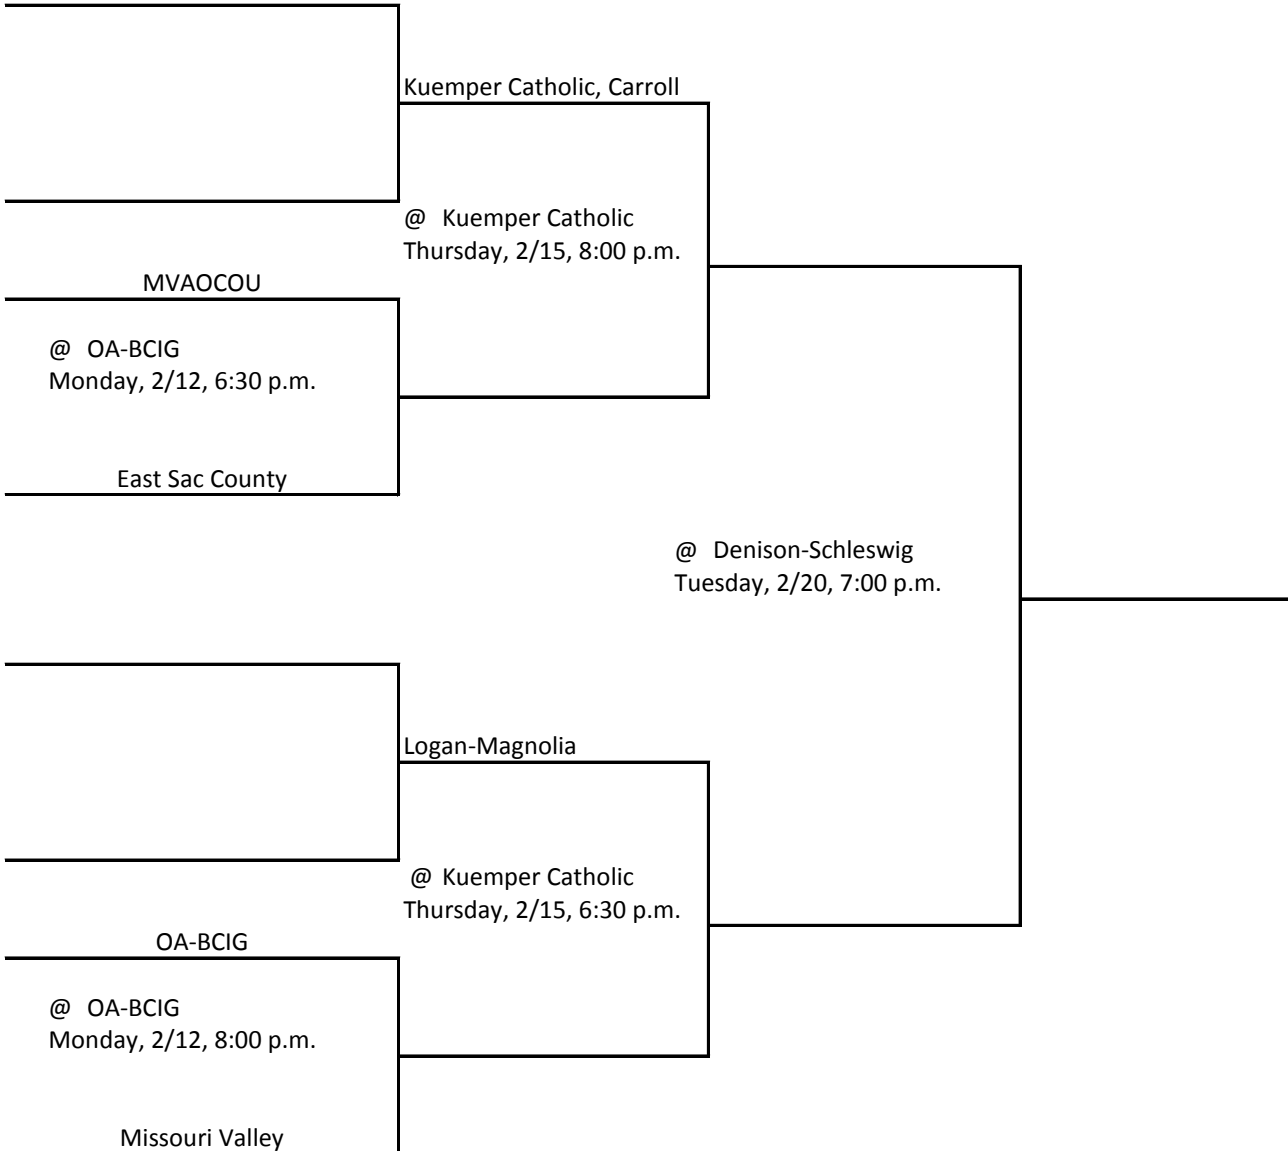 Kuemper Catholic, Carroll
@ Kuemper Catholic
Thursday, 2/15, 8:00 p.m.
MVAOCOU
@ OA-BCIG
Monday, 2/12, 6:30 p.m.
East Sac County
@ Denison-Schleswig
Tuesday, 2/20, 7:00 p.m.
Logan-Magnolia
@ Kuemper Catholic
Thursday, 2/15, 6:30 p.m.
OA-BCIG
@ OA-BCIG
Monday, 2/12, 8:00 p.m.
Missouri Valley